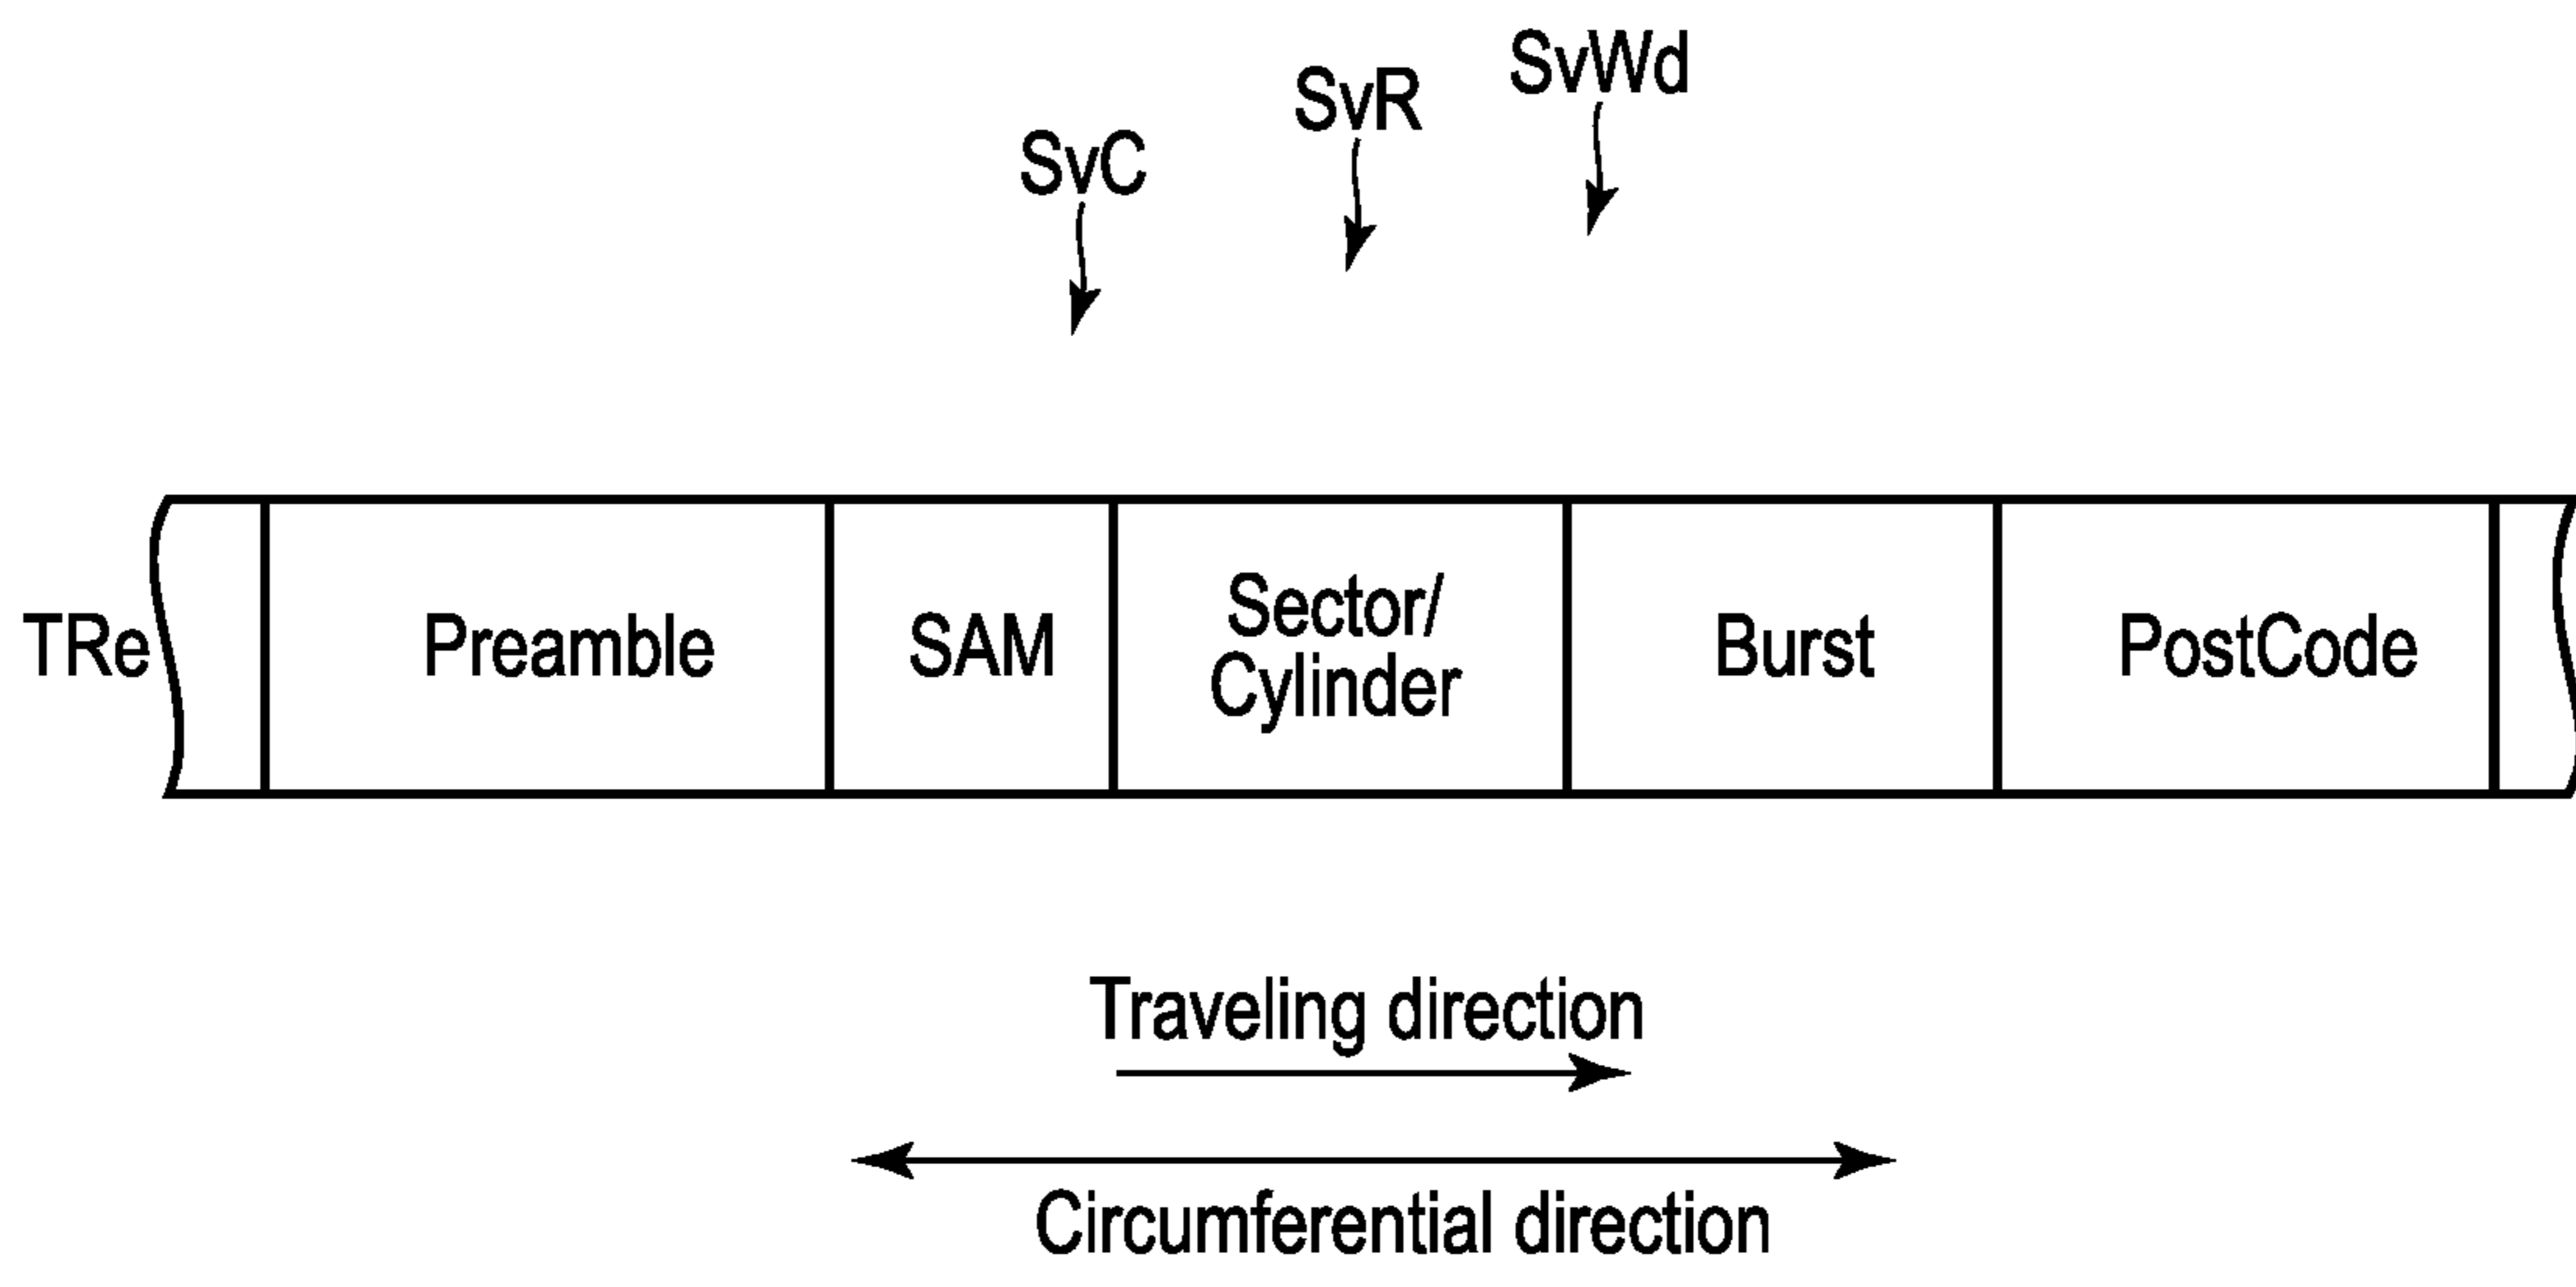 SvWd
SvR
SvC
TRe
Preamble
SAM
Sector/
Cylinder
Burst
PostCode
Traveling direction
Circumferential direction